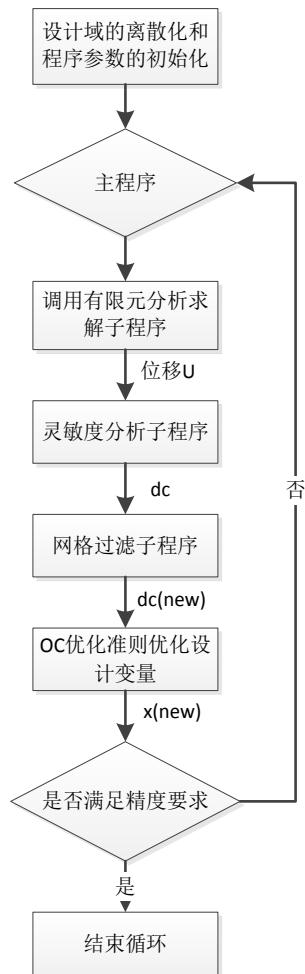 设计域的离散化和
程序参数的初始化
主程序
调用有限元分析求
解子程序
位移U
灵敏度分析子程序
dc
否
网格过滤子程序
dc(new)
OC优化准则优化设
计变量
x(new)
是否满足精度要求
是
结束循环